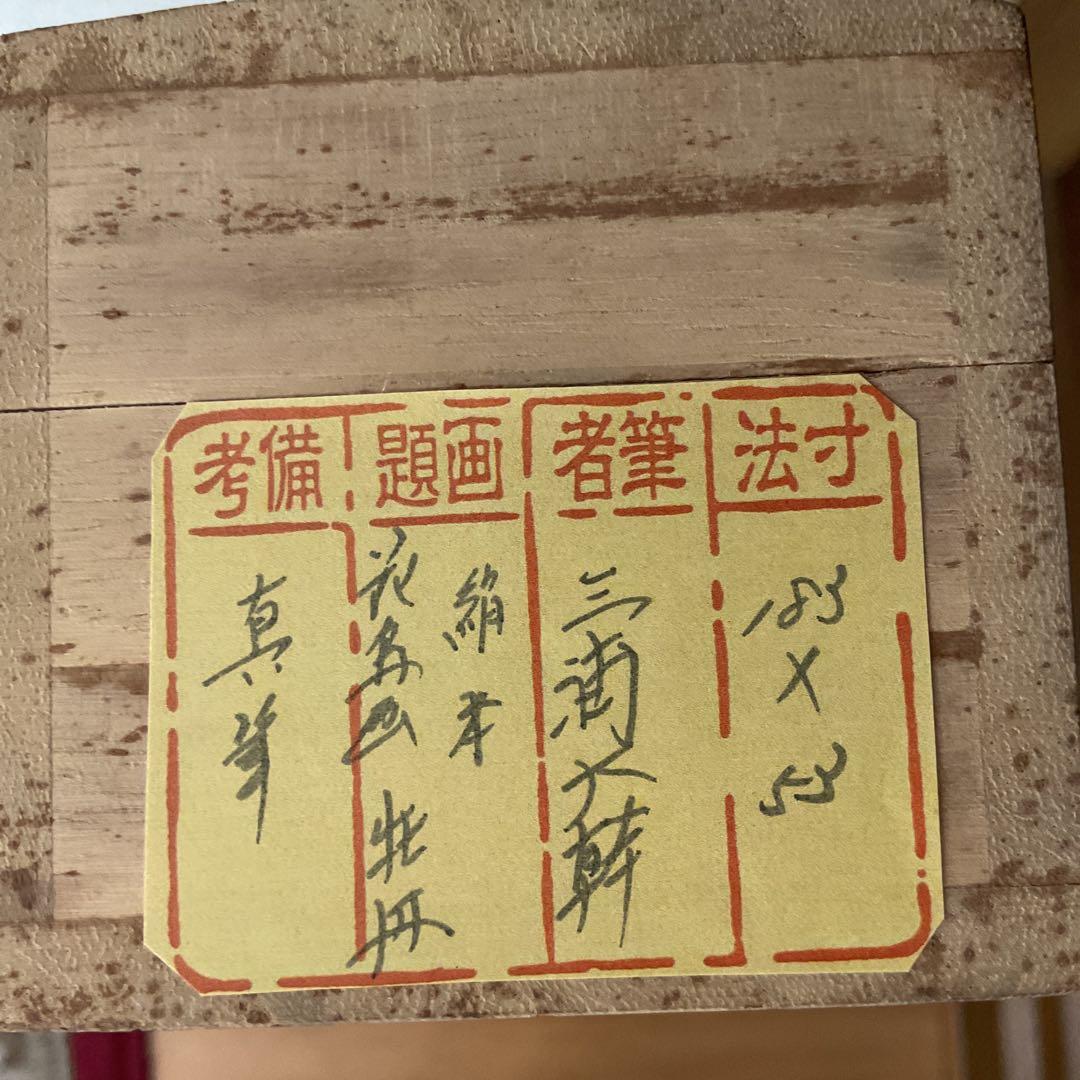 寸法
183
×
53
筆者
三浦大幹
画題
絹本
花鳥画 牡丹
備考
真筆